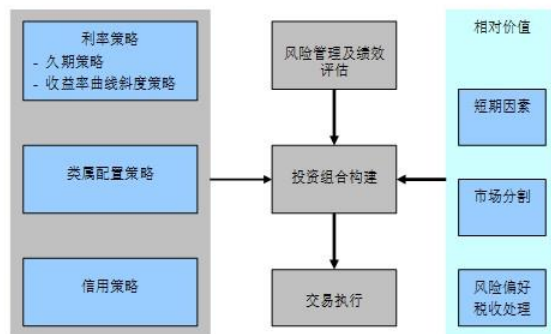 利率策略
- 久期策略
- 收益率曲线斜度策略
类属配置策略
信用策略
风险管理及绩效
评估
投资组合构建
交易执行
相对价值
短期因素
市场分割
风险偏好
税收处理